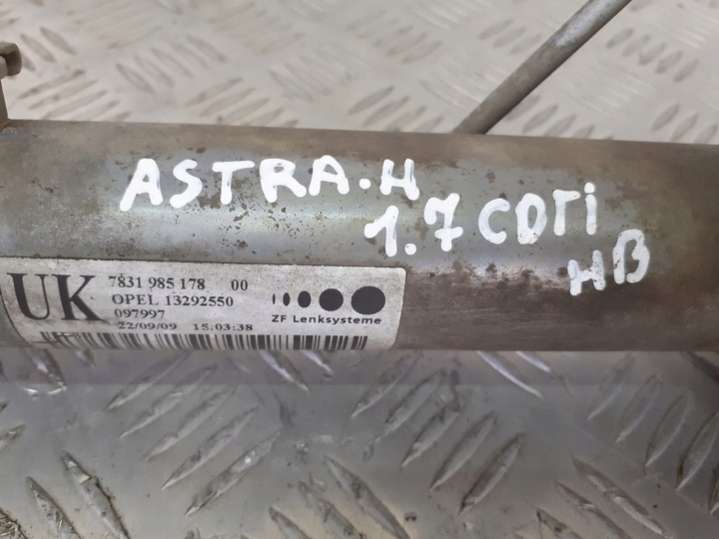 ASTRA.H
1.7 CDTi
HB
UK
7831 985 178 00
OPEL 13292550
097997
22/09/09 15:03:38
ZF Lenksysteme